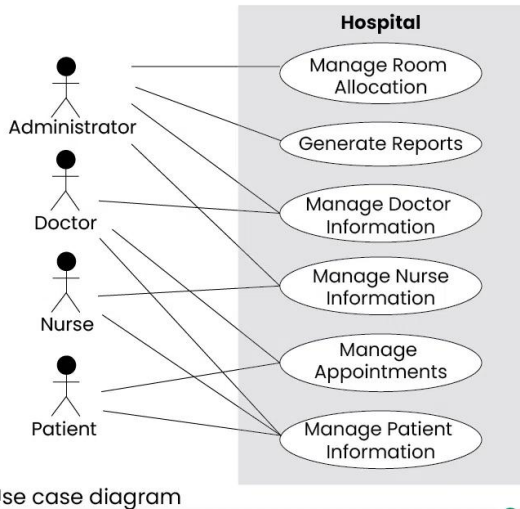 Hospital
Manage Room
Allocation
Administrator
Generate Reports
Doctor
Manage Doctor
Information
Nurse
Manage Nurse
Information
Manage
Appointments
Patient
Manage Patient
Information
use case diagram